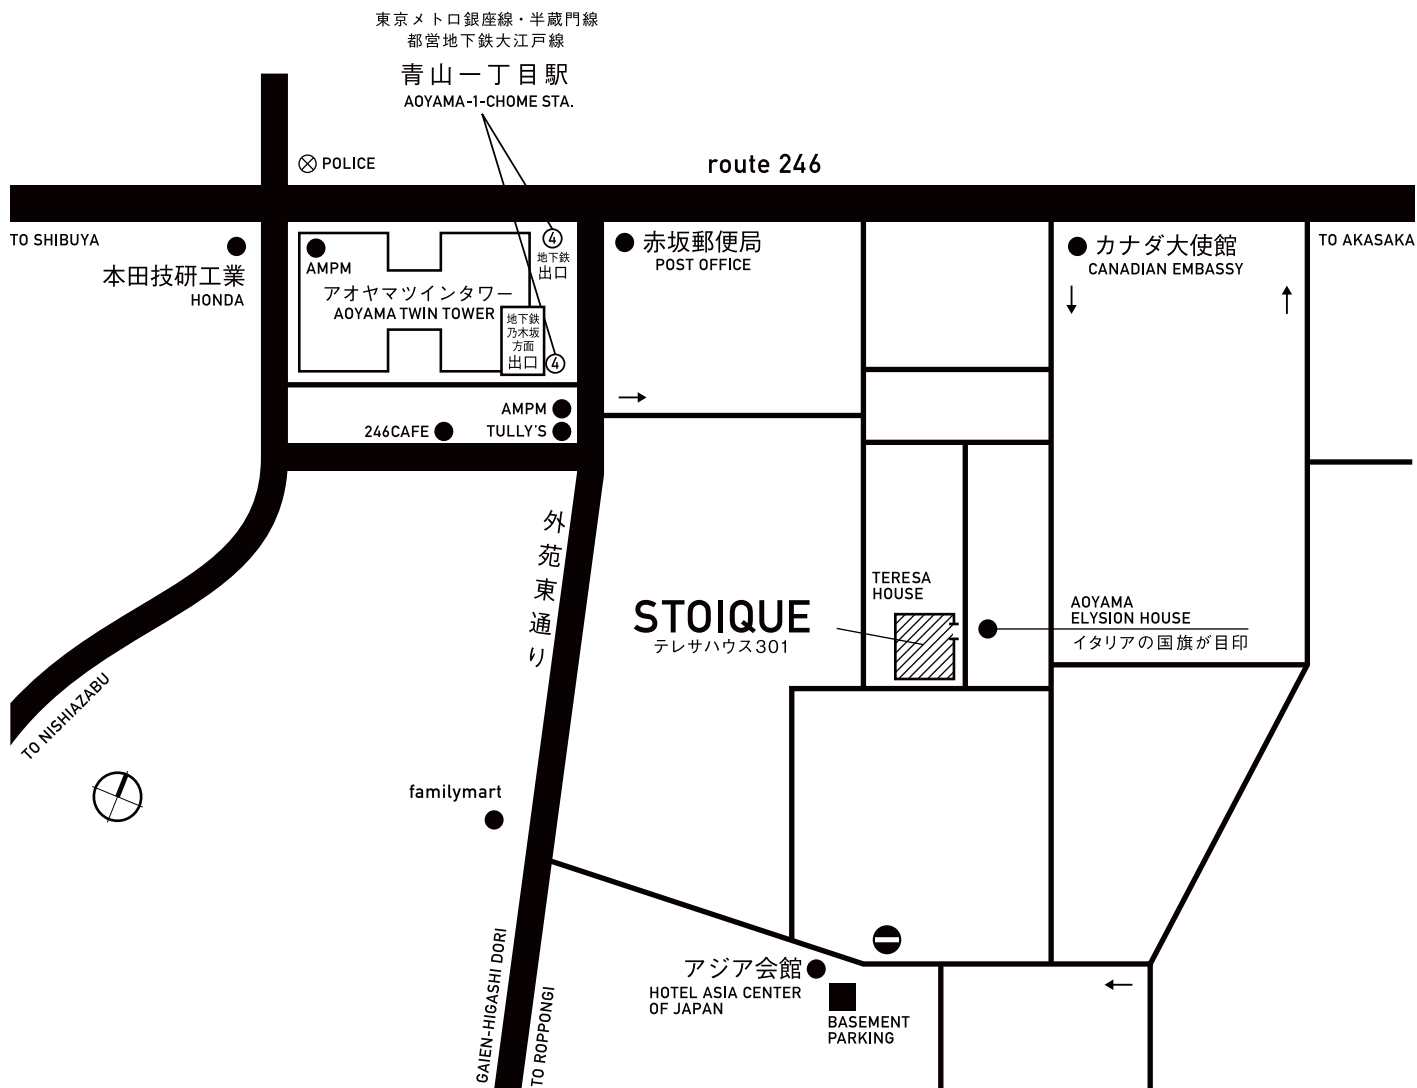 東京メトロ銀座線・半蔵門線
都営地下鉄大江戸線
青山一丁目駅
AOYAMA-1-CHOME STA.
POLICE
route 246
TO SHIBUYA
本田技研工業
HONDA
AMPM
アオヤマツインタワー
AOYAMA TWIN TOWER
4
地下鉄
出口
地下鉄
乃木坂
方面
出口
4
赤坂郵便局
POST OFFICE
カナダ大使館
CANADIAN EMBASSY
TO AKASAKA
AMPM
246CAFE
TULLY'S
外苑東通り
STOIQUE
テレサハウス301
TERESA
HOUSE
AOYAMA
ELYSION HOUSE
イタリアの国旗が目印
TO NISHIAZABU
familymart
GAIEN-HIGASHI DORI
TO ROPPONGI
アジア会館
HOTEL ASIA CENTER
OF JAPAN
BASEMENT
PARKING